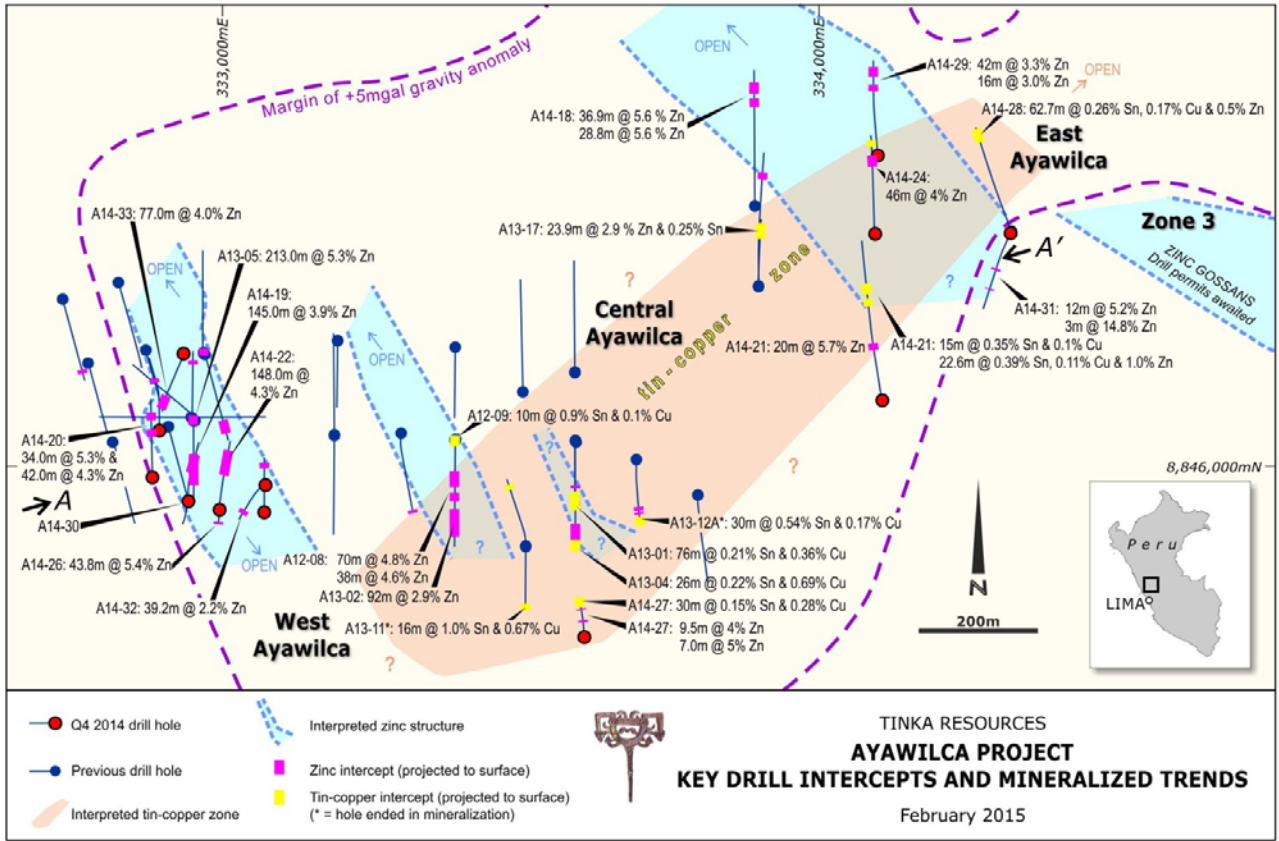 333,000mE
334,000mE
OPEN
Margin of +5mgal gravity anomaly
A14-29: 42m @ 3.3% Zn
16m @ 3.0% Zn
OPEN
A14-18: 36.9m @ 5.6 % Zn
28.8m @ 5.6 % Zn
A14-28: 62.7m @ 0.26% Sn, 0.17% Cu & 0.5% Zn
East
Ayawilca
A14-24:
46m @ 4% Zn
A14-33: 77.0m @ 4.0% Zn
A13-17: 23.9m @ 2.9 % Zn & 0.25% Sn
Zone 3
ZINC GOSSANS
Drill permits awaited
A'
A13-05: 213.0m @ 5.3% Zn
OPEN
A14-19:
145.0m @ 3.9% Zn
zone
?
?
Central
Ayawilca
tin - copper
A14-31: 12m @ 5.2% Zn
3m @ 14.8% Zn
A14-22:
148.0m @
4.3% Zn
OPEN
A14-21: 20m @ 5.7% Zn
A14-21: 15m @ 0.35% Sn & 0.1% Cu
22.6m @ 0.39% Sn, 0.11% Cu & 1.0% Zn
A12-09: 10m @ 0.9% Sn & 0.1% Cu
A14-20:
34.0m @ 5.3% &
42.0m @ 4.3% Zn
?
?
8,846,000mN
A
A14-30
A13-12A*: 30m @ 0.54% Sn & 0.17% Cu
A14-26: 43.8m @ 5.4% Zn
OPEN
A12-08: 70m @ 4.8% Zn
38m @ 4.6% Zn
?
?
A13-01: 76m @ 0.21% Sn & 0.36% Cu
A13-02: 92m @ 2.9% Zn
A13-04: 26m @ 0.22% Sn & 0.69% Cu
A14-32: 39.2m @ 2.2% Zn
A14-27: 30m @ 0.15% Sn & 0.28% Cu
West
Ayawilca
A13-11*: 16m @ 1.0% Sn & 0.67% Cu
A14-27: 9.5m @ 4% Zn
7.0m @ 5% Zn
?
N
200m
Peru
LIMA
Q4 2014 drill hole
Previous drill hole
Interpreted tin-copper zone
Interpreted zinc structure
Zinc intercept (projected to surface)
Tin-copper intercept (projected to surface)
(* = hole ended in mineralization)
TINKA RESOURCES
AYAWILCA PROJECT
KEY DRILL INTERCEPTS AND MINERALIZED TRENDS
February 2015